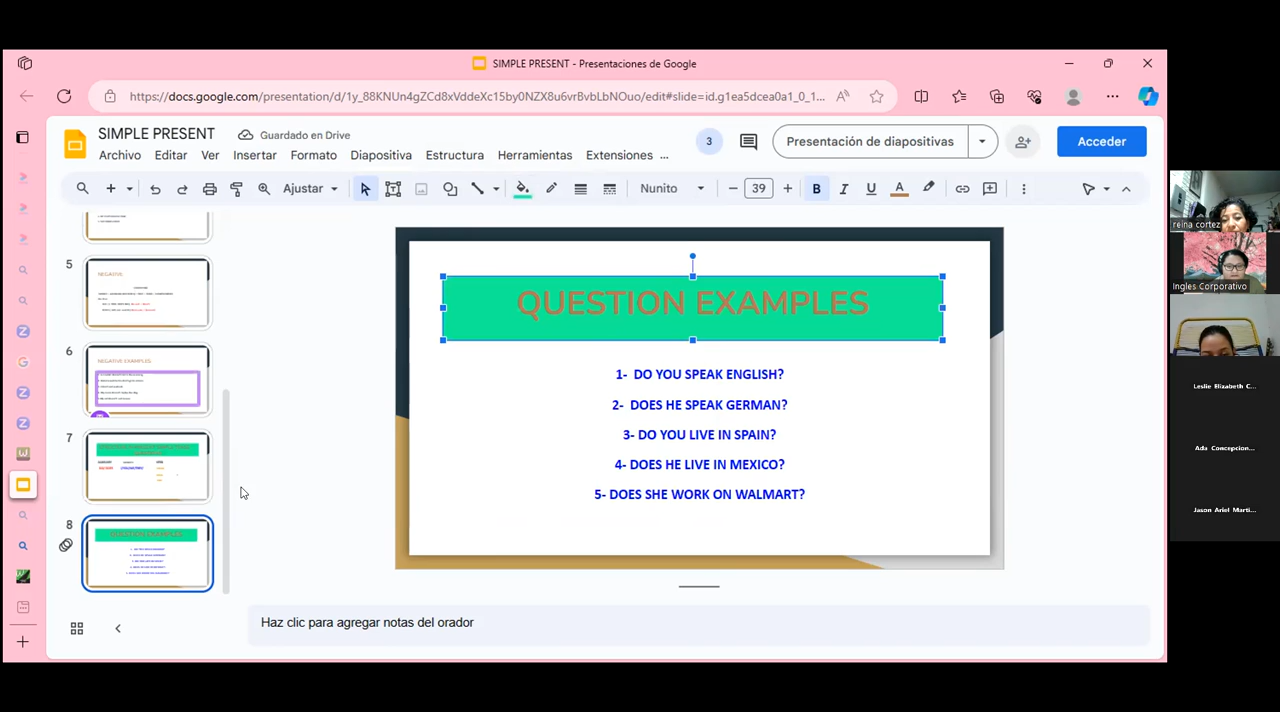 SIMPLE PRESENT - Presentaciones de Google
https://docs.google.com/presentation/d/1y_88KNUn4gZCd8xVddeXc15by0NZX8u6vrBvbLbNOuo/edit#slide=id.g1ea5dcea0a1_0_1...
SIMPLE PRESENT
Guardado en Drive
3
Presentación de diapositivas
Acceder
Archivo Editar Ver Insertar Formato Diapositiva Estructura Herramientas Extensiones ...
Ajustar
Nunito
39
B I U A
reina cortez
Ingles Corporativo
Leslie Elizabeth C...
Ada Concepcion...
Jason Ariel Marti...
5
NEGATIVE
6
NEGATIVE EXAMPLES
7
8
QUESTION EXAMPLES
QUESTION EXAMPLES
1- DO YOU SPEAK ENGLISH?
2- DOES HE SPEAK GERMAN?
3- DO YOU LIVE IN SPAIN?
4- DOES HE LIVE IN MEXICO?
5- DOES SHE WORK ON WALMART?
Haz clic para agregar notas del orador